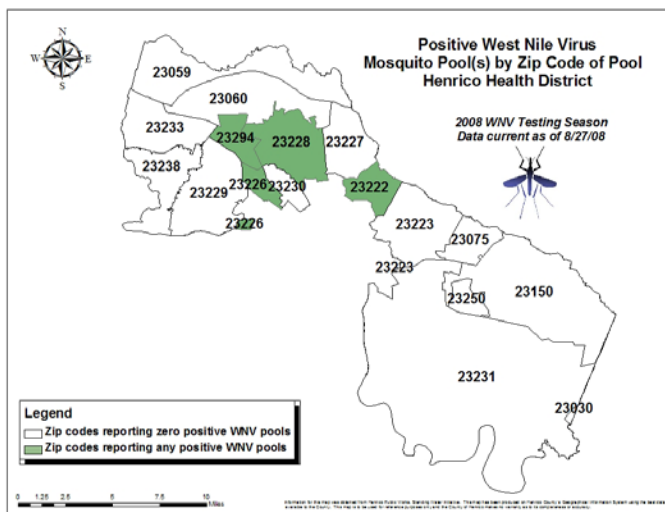 Positive West Nile Virus
Mosquito Pool(s) by Zip Code of Pool
Henrico Health District
2008 WNV Testing Season
Data current as of 8/27/08
N
W
E
S
23059
23060
23233
23294
23228
23227
23238
23229
23226
23230
23222
23226
23223
23075
23223
23250
23150
23231
23030
Legend
Zip codes reporting zero positive WNV pools
Zip codes reporting any positive WNV pools
0 1.25 2.5 5 7.5 10
Miles